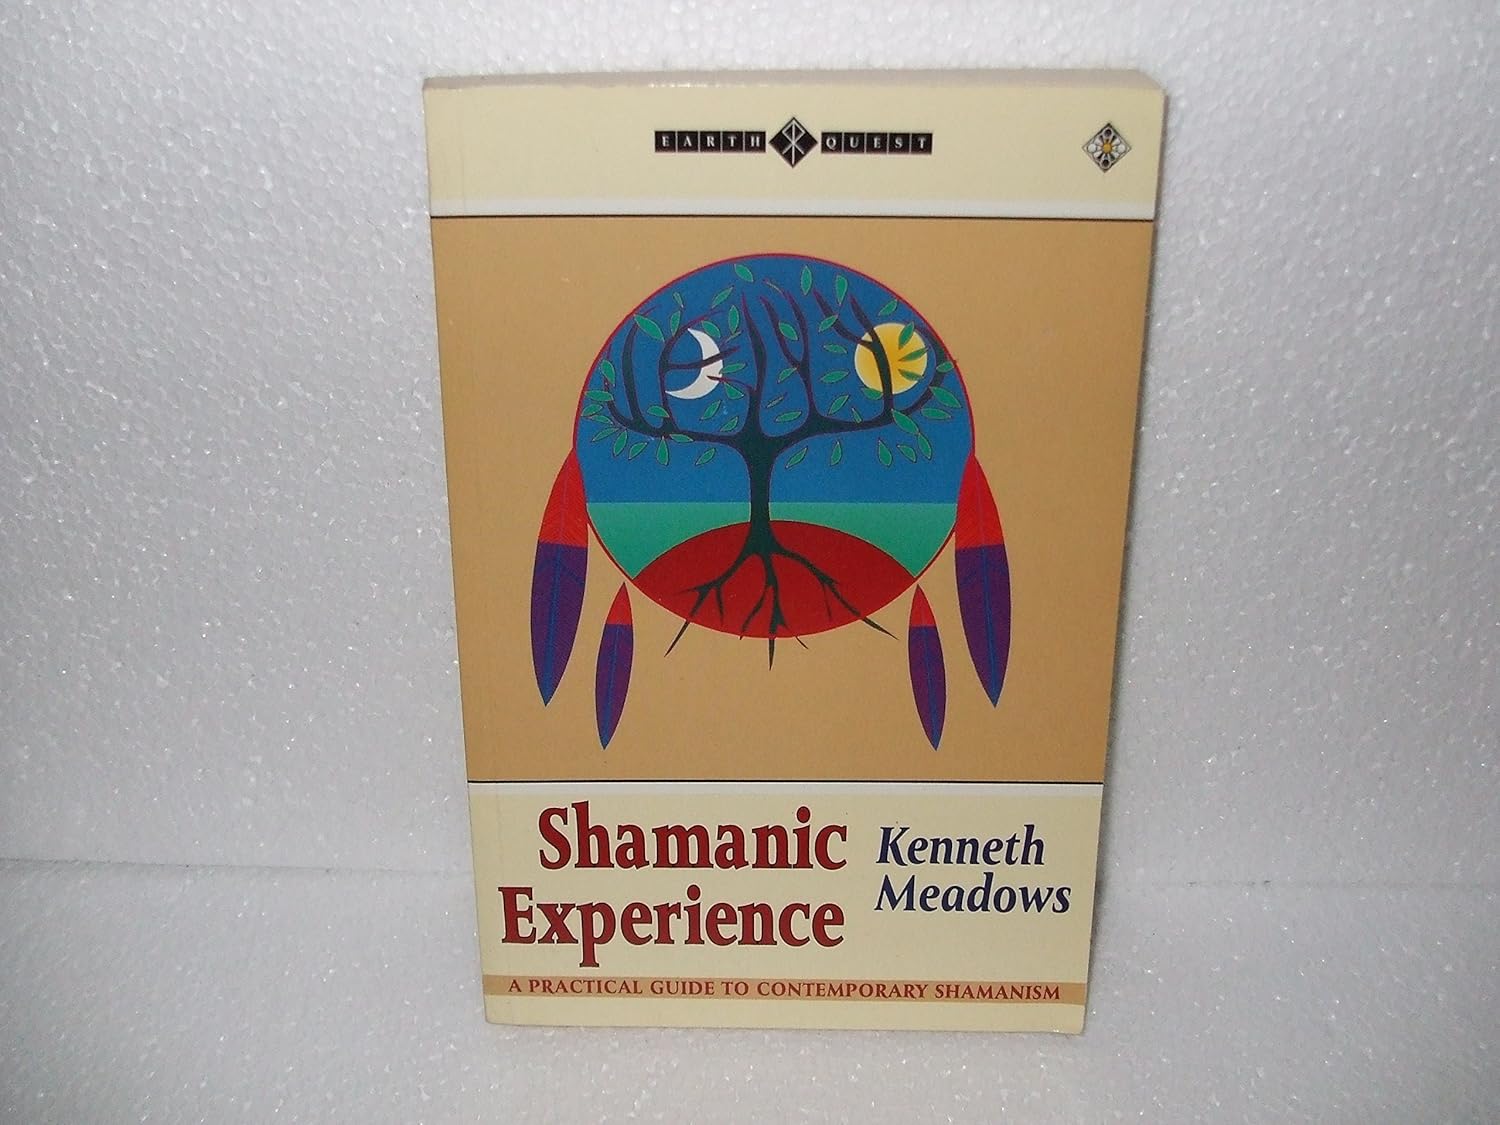 EARTH QUEST
Shamanic
Experience
Kenneth
Meadows
A PRACTICAL GUIDE TO CONTEMPORARY SHAMANISM